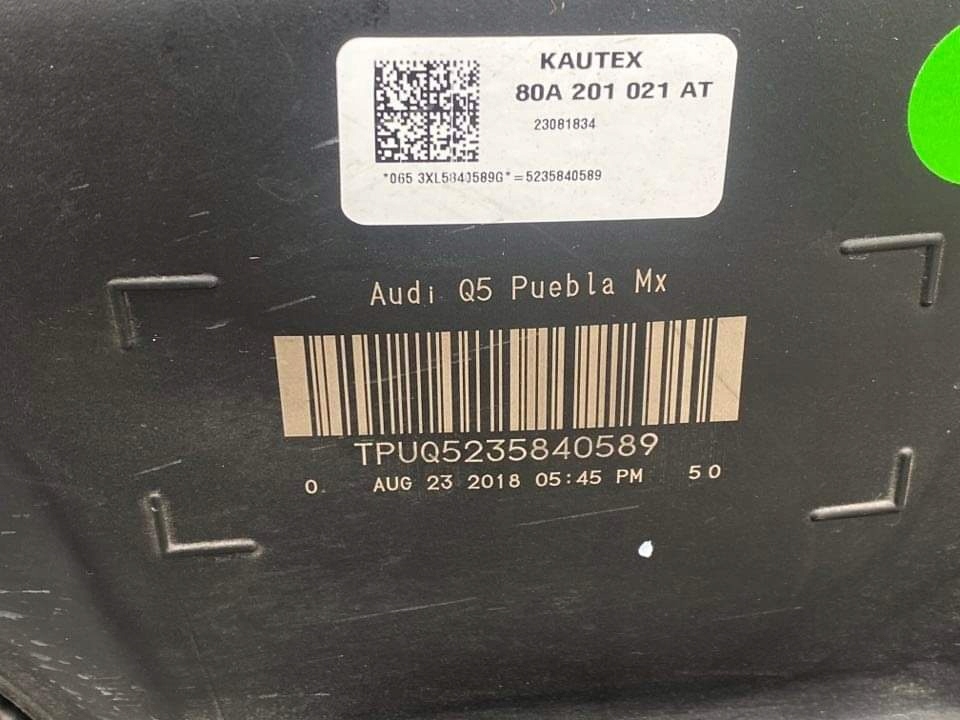 KAUTEX
80A 201 021 AT
23081834
*065 3XL5840589G*=5235840589
Audi Q5 Puebla Mx
TPUQ5235840589
0 AUG 23 2018 05:45 PM 50